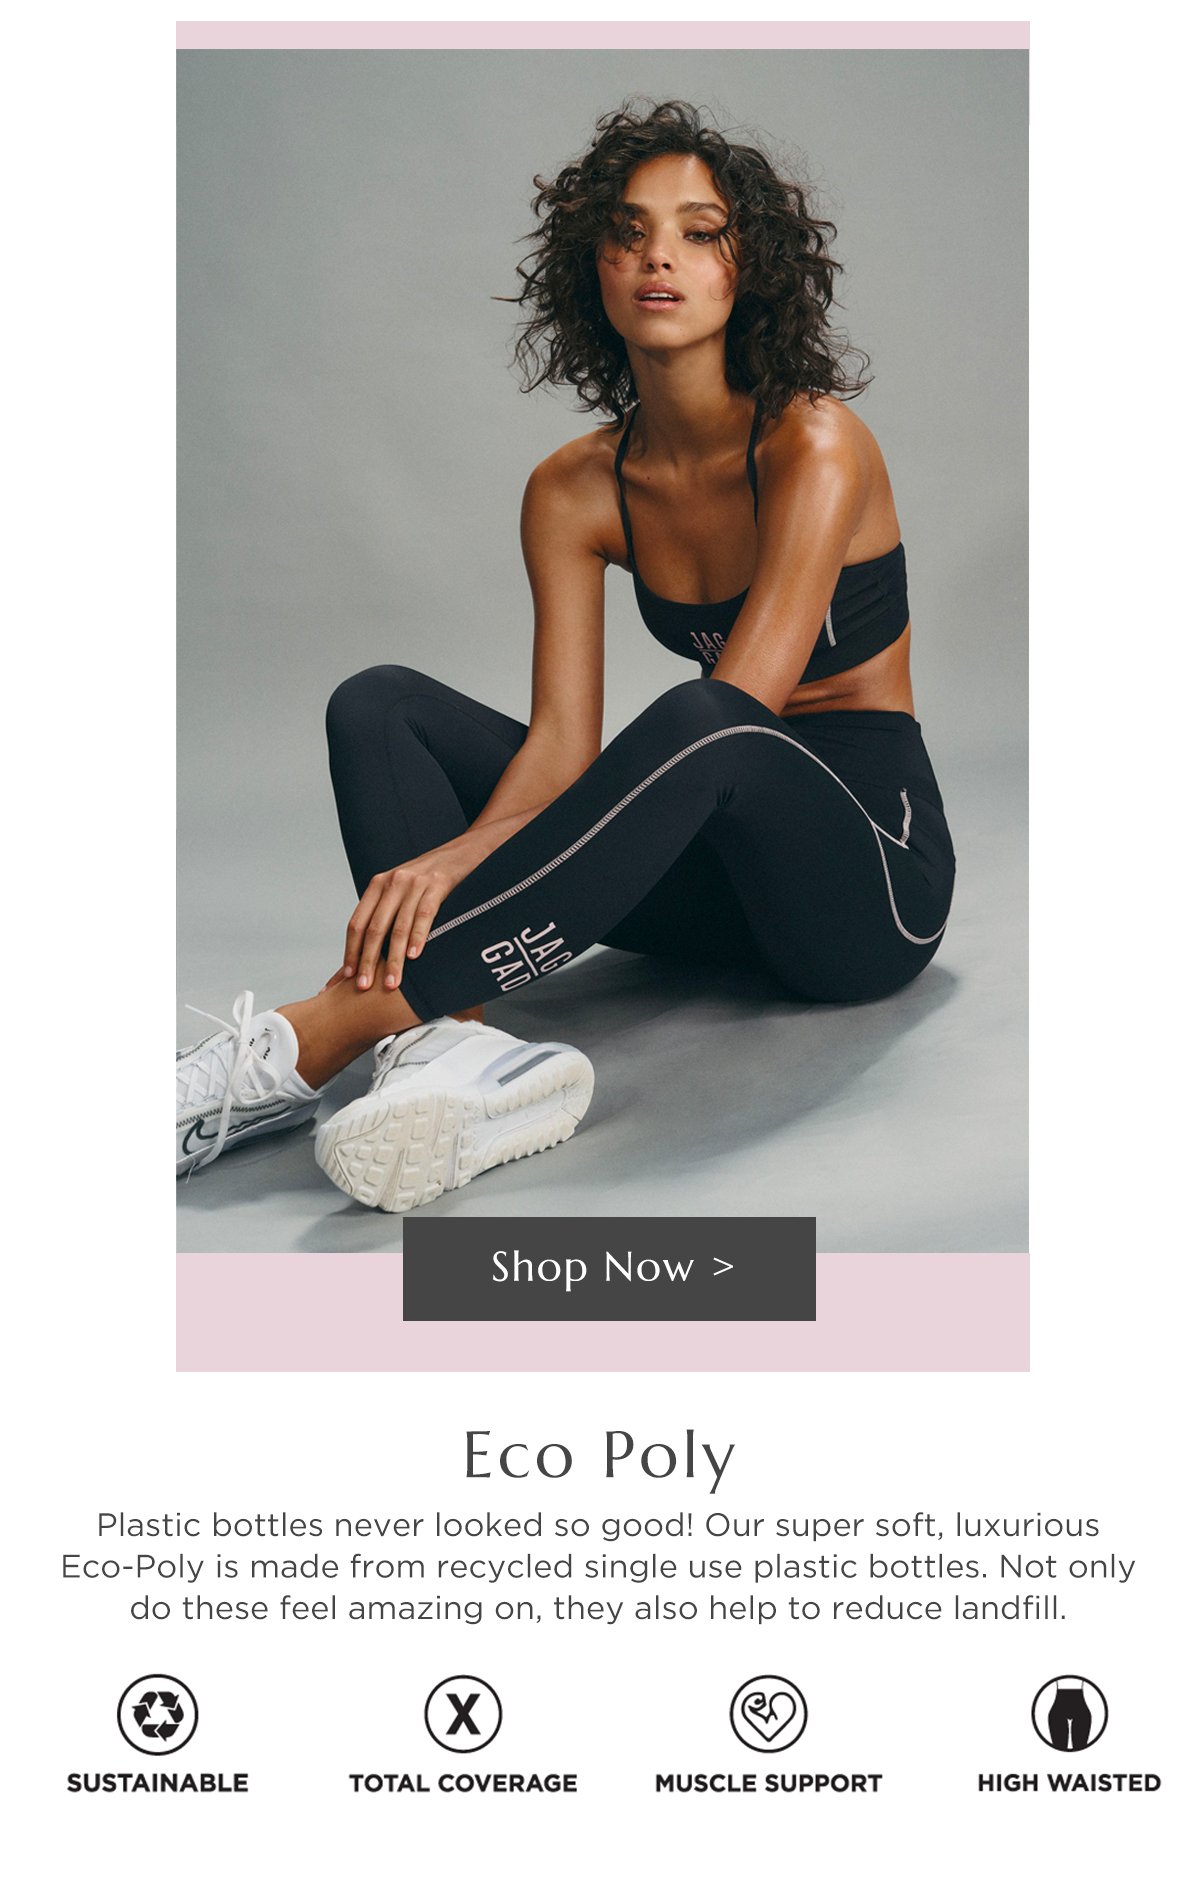 JAG
GAD
JAG
Shop Now >
Eco Poly
Plastic bottles never looked so good! Our super soft, luxurious
Eco-Poly is made from recycled single use plastic bottles. Not only
do these feel amazing on, they also help to reduce landfill.
X
SUSTAINABLE
TOTAL COVERAGE
MUSCLE SUPPORT
HIGH WAISTED